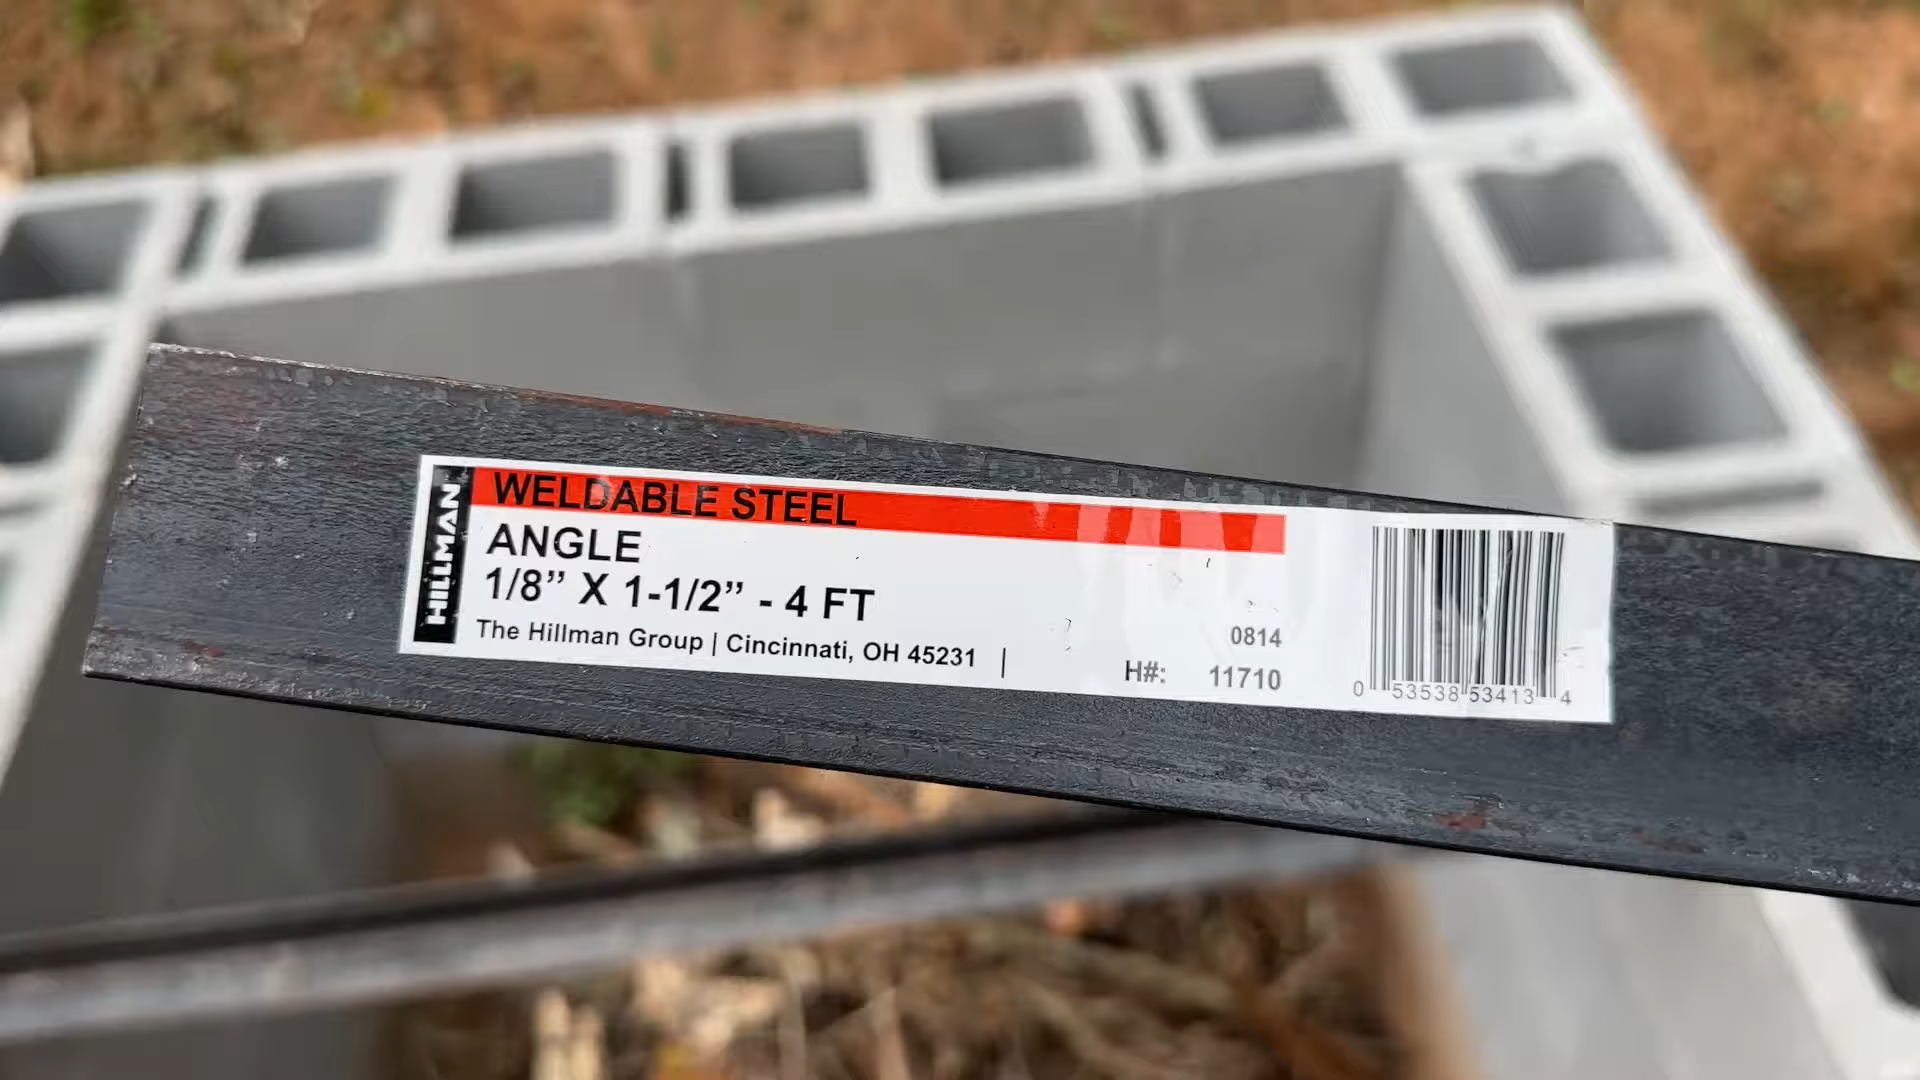 HILLMAN
WELDABLE STEEL
ANGLE
1/8” X 1-1/2” - 4 FT
The Hillman Group | Cincinnati, OH 45231 |
0814
H#: 11710
0 53538 53413 4